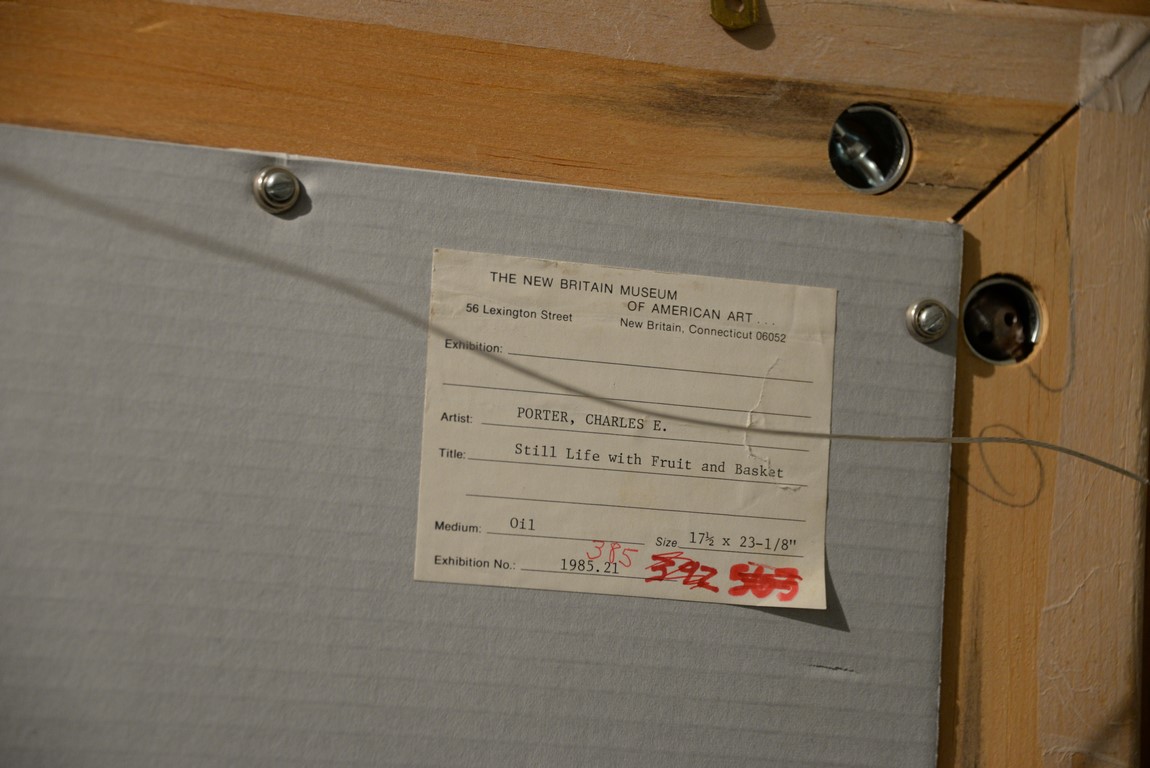 THE NEW BRITAIN MUSEUM
OF AMERICAN ART...
56 Lexington Street
New Britain, Connecticut 06052
Exhibition:
Artist: PORTER, CHARLES E.
Title: Still Life with Fruit and Basket
Medium: Oil
Size 17½ x 23-1/8"
385
Exhibition No.: 1985.21